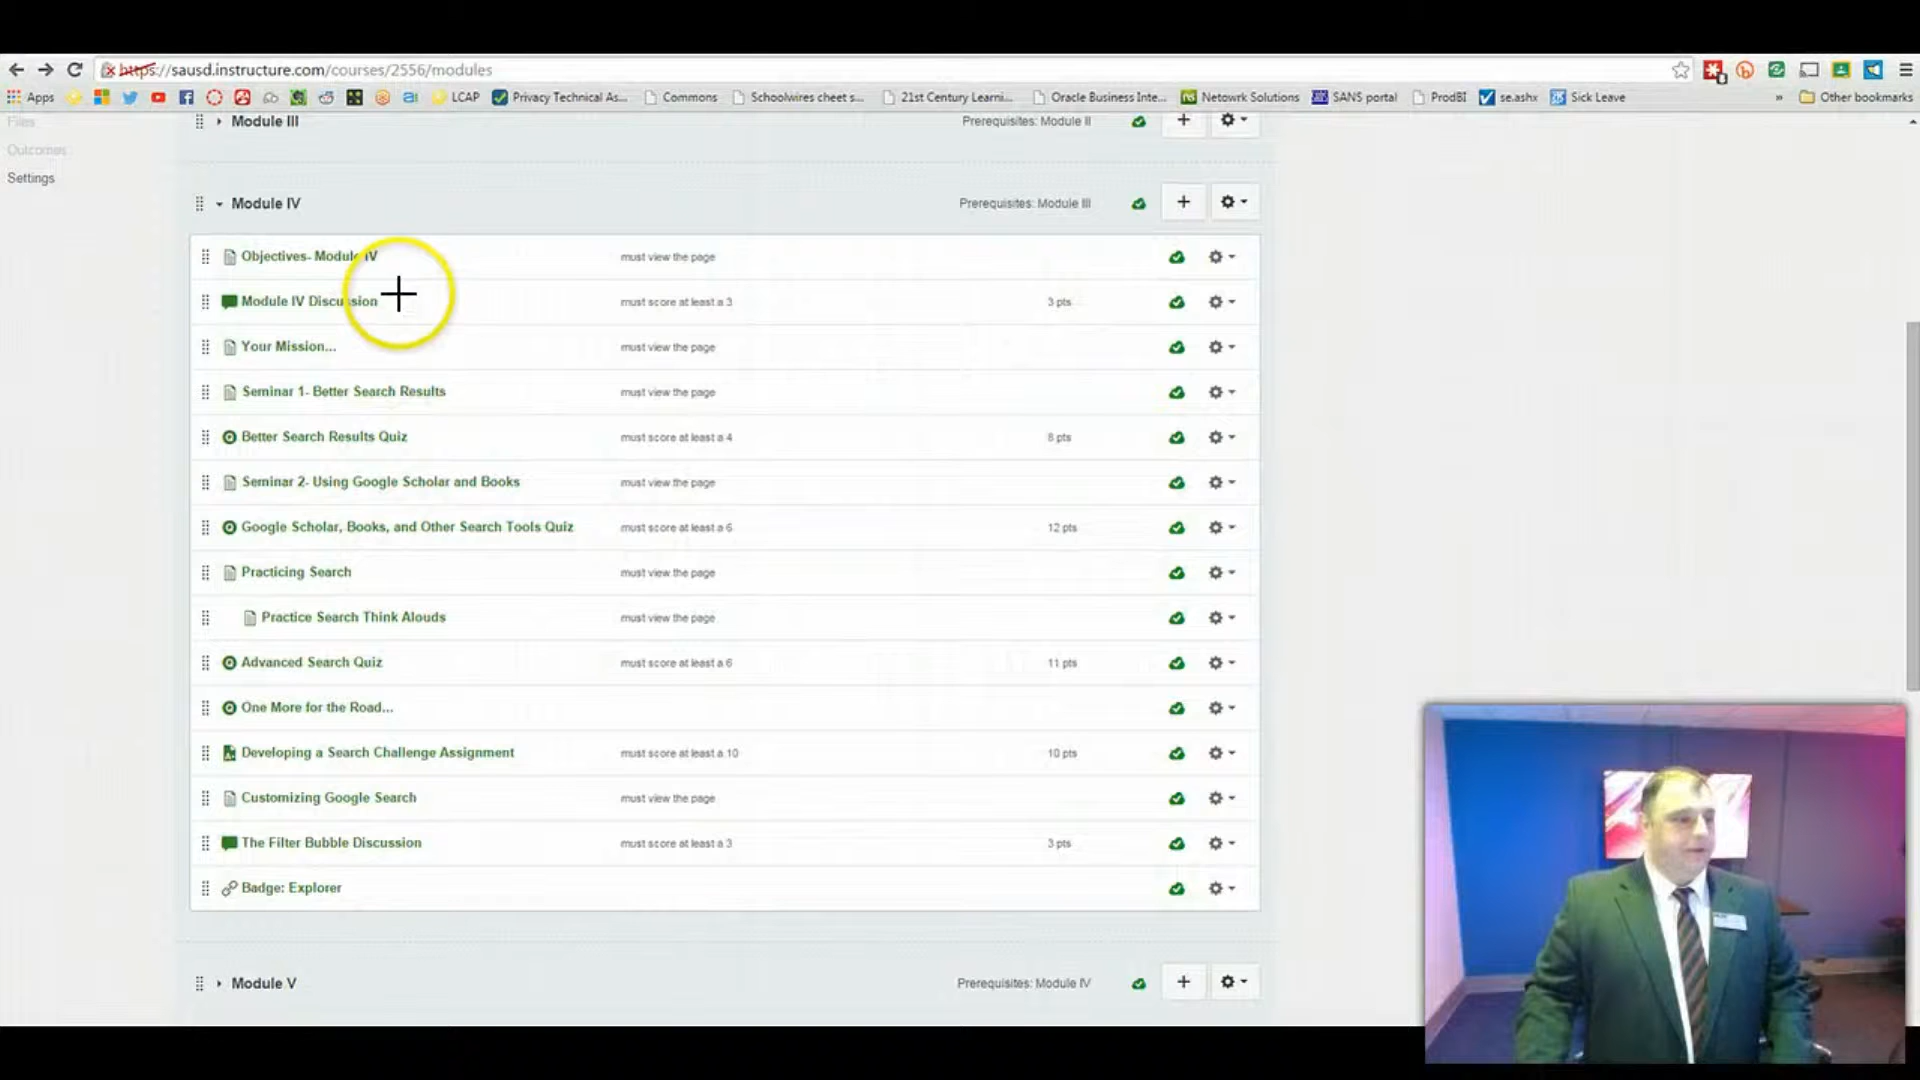 https://sausd.instructure.com/courses/2556/modules
Apps LCAP Privacy Technical As... Commons Schoolwires cheet s... 21st Century Learni... Oracle Business Inte... Netowrk Solutions SANS portal ProdBI se.ashx Sick Leave » Other bookmarks
Files
Module III Prerequisites: Module II
Outcomes
Settings
Module IV Prerequisites: Module III
Objectives- Module IV must view the page
Module IV Discussion must score at least a 3 3 pts
Your Mission... must view the page
Seminar 1- Better Search Results must view the page
Better Search Results Quiz must score at least a 4 8 pts
Seminar 2- Using Google Scholar and Books must view the page
Google Scholar, Books, and Other Search Tools Quiz must score at least a 6 12 pts
Practicing Search must view the page
Practice Search Think Alouds must view the page
Advanced Search Quiz must score at least a 6 11 pts
One More for the Road...
Developing a Search Challenge Assignment must score at least a 10 10 pts
Customizing Google Search must view the page
The Filter Bubble Discussion must score at least a 3 3 pts
Badge: Explorer
Module V Prerequisites: Module IV